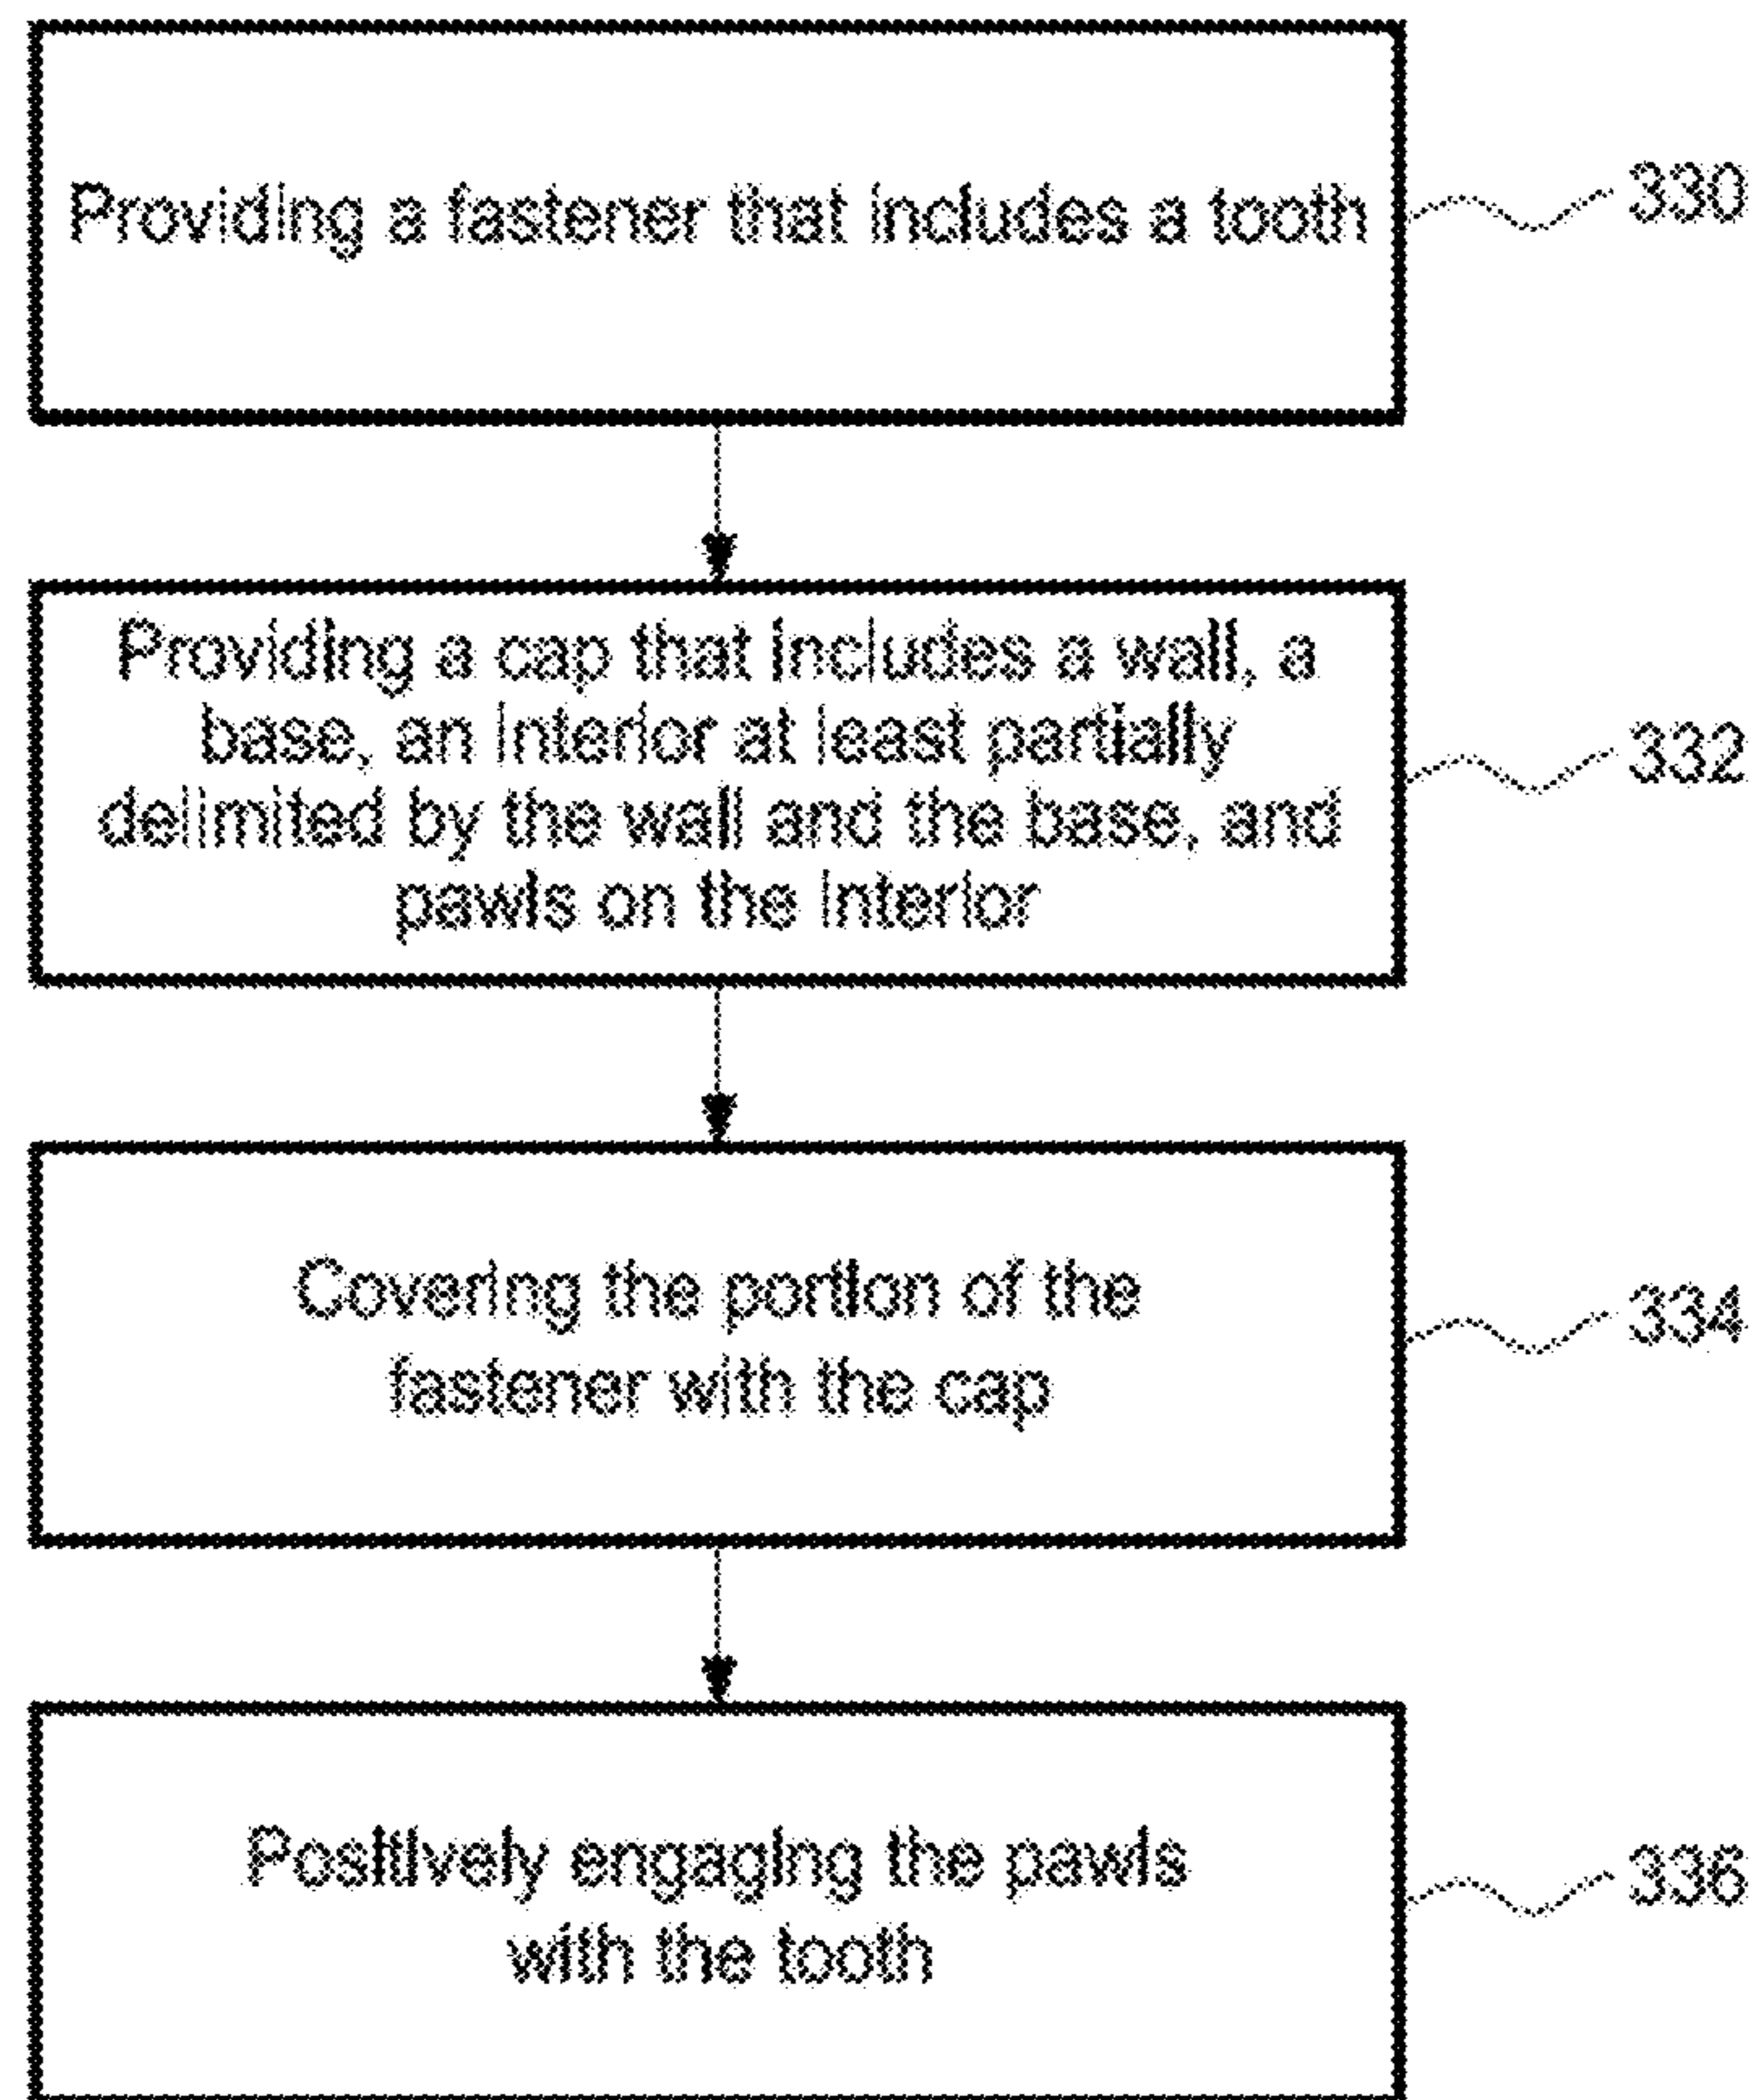 Providing a fastener that includes a tooth
330
Providing a cap that includes a wall, a
base, an interior at least partially
delimited by the wall and the base, and
pawls on the interior
332
Covering the portion of the
fastener with the cap
334
Positively engaging the pawls
with the tooth
336